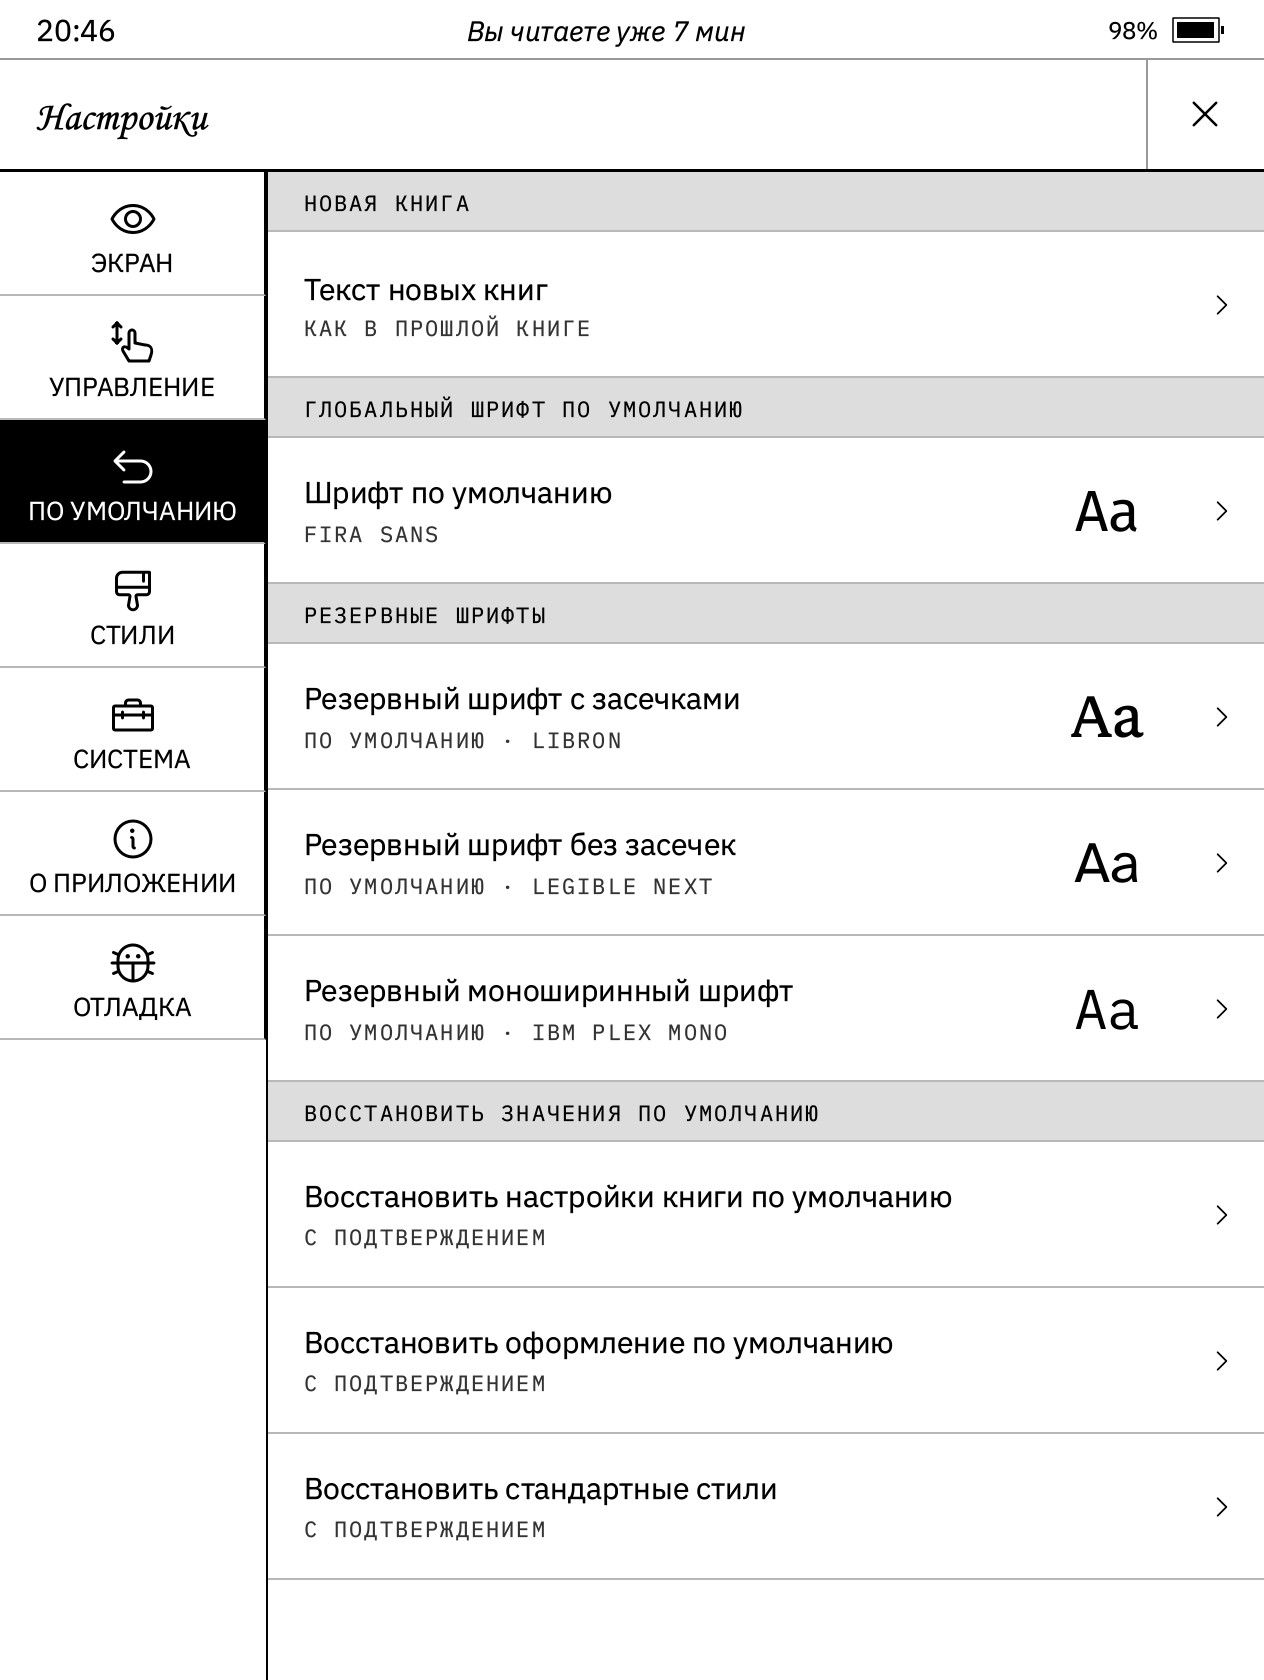 20:46
Вы читаете уже 7 мин
98%
Настройки
ЭКРАН
УПРАВЛЕНИЕ
ПО УМОЛЧАНИЮ
СТИЛИ
СИСТЕМА
О ПРИЛОЖЕНИИ
ОТЛАДКА
НОВАЯ КНИГА
Текст новых книг
КАК В ПРОШЛОЙ КНИГЕ
ГЛОБАЛЬНЫЙ ШРИФТ ПО УМОЛЧАНИЮ
Шрифт по умолчанию
FIRA SANS
Aa
РЕЗЕРВНЫЕ ШРИФТЫ
Резервный шрифт с засечками
ПО УМОЛЧАНИЮ · LIBRON
Aa
Резервный шрифт без засечек
ПО УМОЛЧАНИЮ · LEGIBLE NEXT
Aa
Резервный моноширинный шрифт
ПО УМОЛЧАНИЮ · IBM PLEX MONO
Aa
ВОССТАНОВИТЬ ЗНАЧЕНИЯ ПО УМОЛЧАНИЮ
Восстановить настройки книги по умолчанию
С ПОДТВЕРЖДЕНИЕМ
Восстановить оформление по умолчанию
С ПОДТВЕРЖДЕНИЕМ
Восстановить стандартные стили
С ПОДТВЕРЖДЕНИЕМ